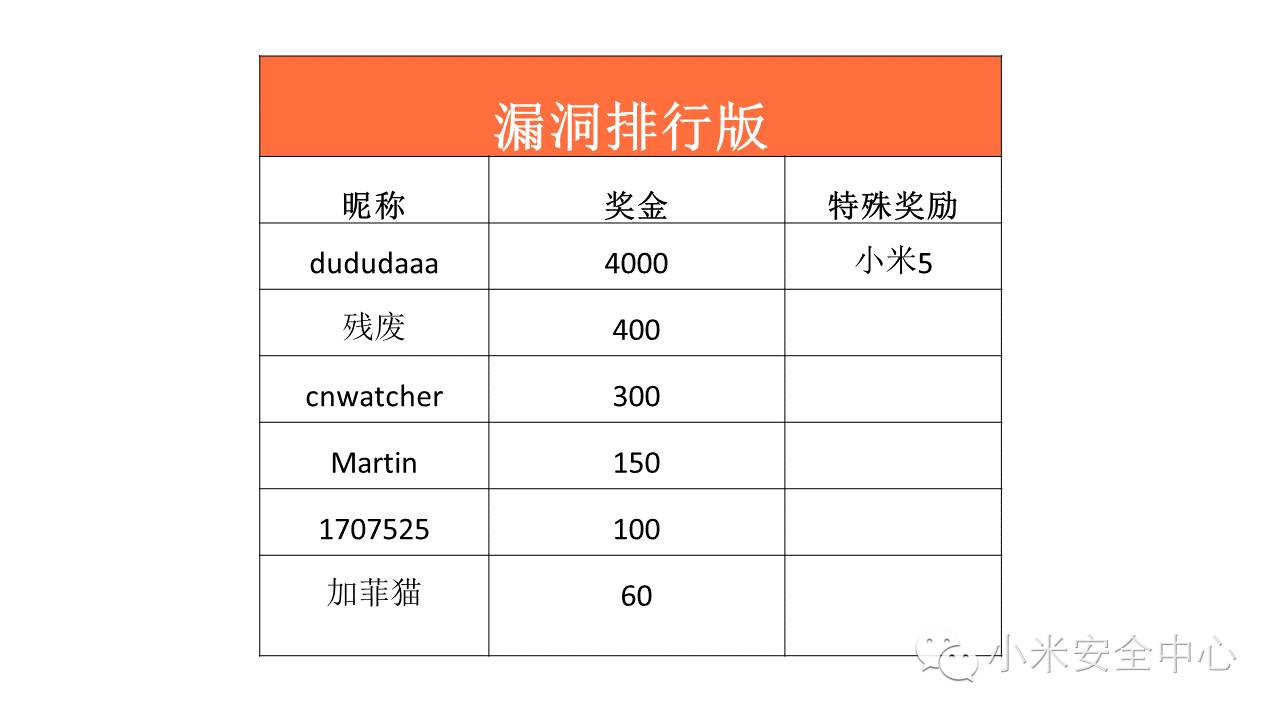 漏洞排行版
昵称 奖金 特殊奖励
dududaaa 4000 小米5
残废 400
cnwatcher 300
Martin 150
1707525 100
加菲猫 60
小米安全中心